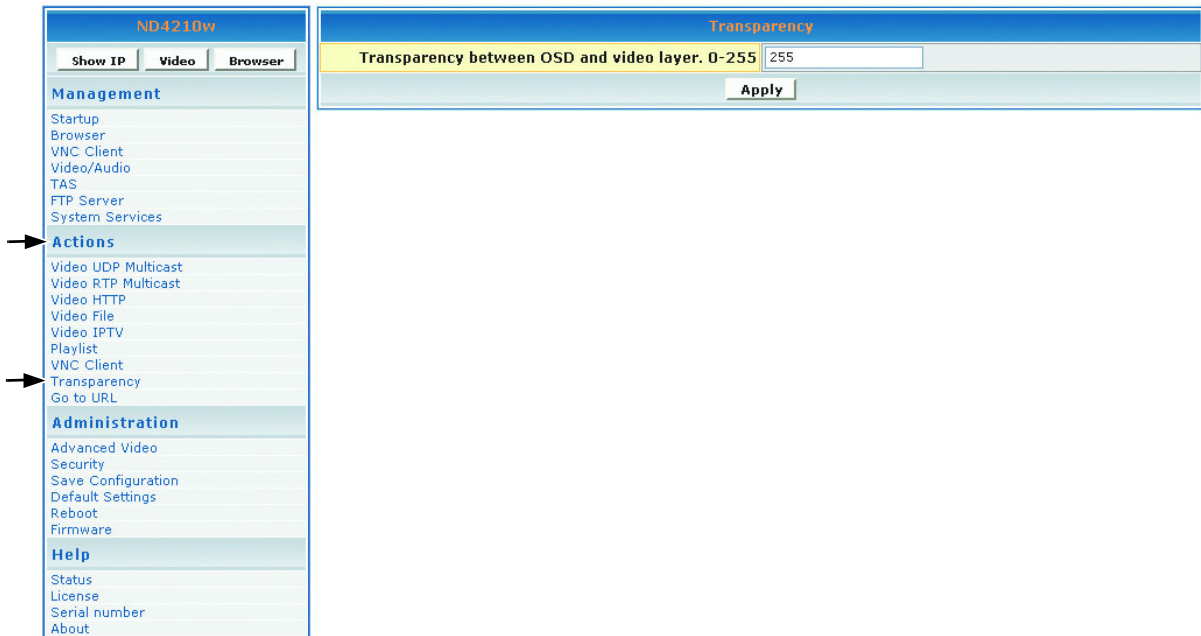 ND4210w
Show IP Video Browser
Management
Startup
Browser
VNC Client
Video/Audio
TAS
FTP Server
System Services
Actions
Video UDP Multicast
Video RTP Multicast
Video HTTP
Video File
Video IPTV
Playlist
VNC Client
Transparency
Go to URL
Administration
Advanced Video
Security
Save Configuration
Default Settings
Reboot
Firmware
Help
Status
License
Serial number
About
Transparency
Transparency between OSD and video layer. 0-255 255
Apply